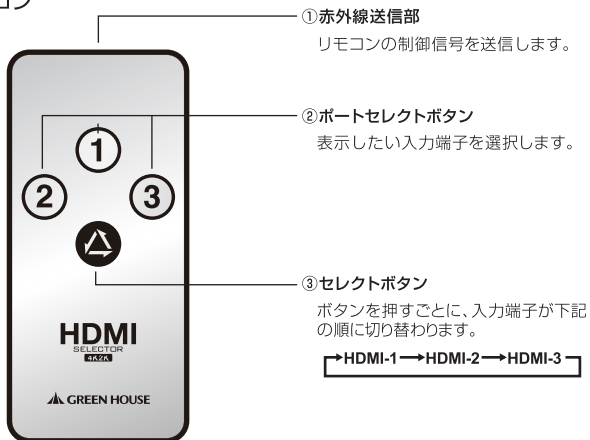 コン
①赤外線送信部
リモコンの制御信号を送信します。
②ポートセレクトボタン
表示したい入力端子を選択します。
1
2
3
③セレクトボタン
ボタンを押すごとに、入力端子が下記
の順に切り替わります。
→HDMI-1→HDMI-2→HDMI-3
HDMI
SELECTOR
4K2K
GREEN HOUSE